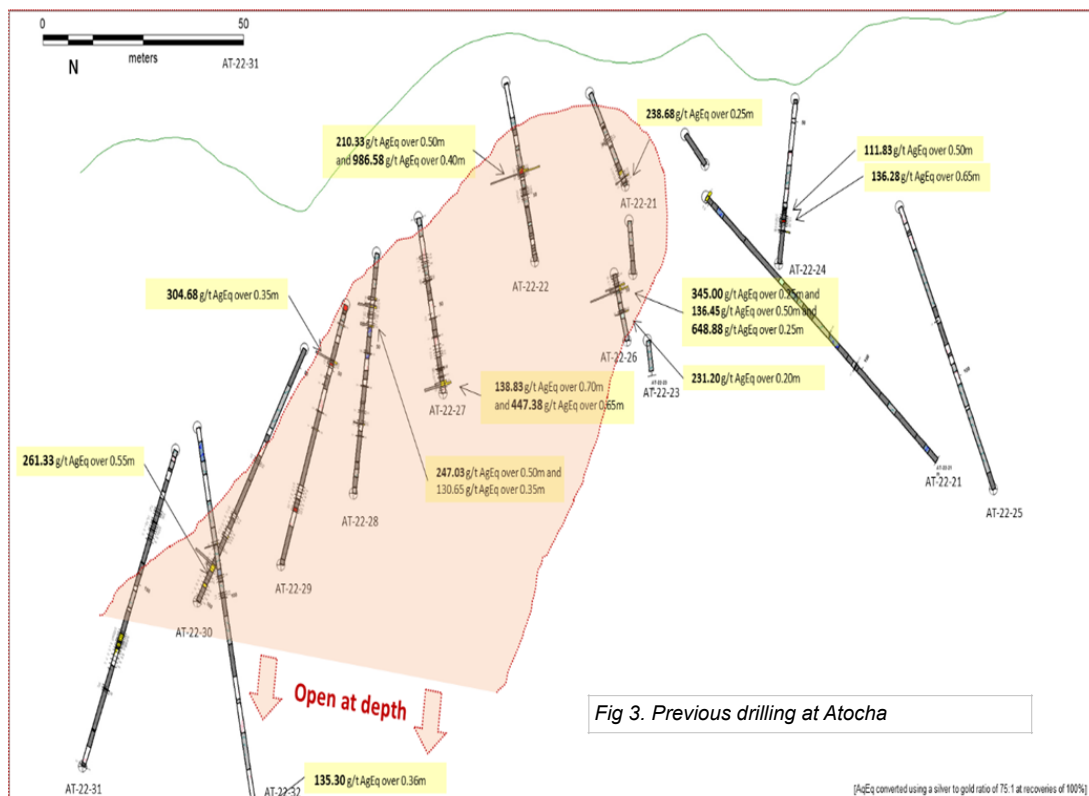 0
50
meters
N
AT-22-31
238.68 g/t AgEq over 0.25m
210.33 g/t AgEq over 0.50m
and 986.58 g/t AgEq over 0.40m
111.83 g/t AgEq over 0.50m
136.28 g/t AgEq over 0.65m
AT-22-21
AT-22-22
AT-22-24
304.68 g/t AgEq over 0.35m
345.00 g/t AgEq over 0.25m and
136.45 g/t AgEq over 0.50m and
648.88 g/t AgEq over 0.25m
AT-22-26
231.20 g/t AgEq over 0.20m
AT-22-23
138.83 g/t AgEq over 0.70m
and 447.38 g/t AgEq over 0.65m
AT-22-27
261.33 g/t AgEq over 0.55m
247.03 g/t AgEq over 0.50m and
130.65 g/t AgEq over 0.35m
AT-22-21
AT-22-28
AT-22-25
AT-22-29
AT-22-30
Open at depth
Fig 3. Previous drilling at Atocha
135.30 g/t AgEq over 0.36m
AT-22-31
AT-22-32
[AgEq converted using a silver to gold ratio of 75:1 at recoveries of 100%]